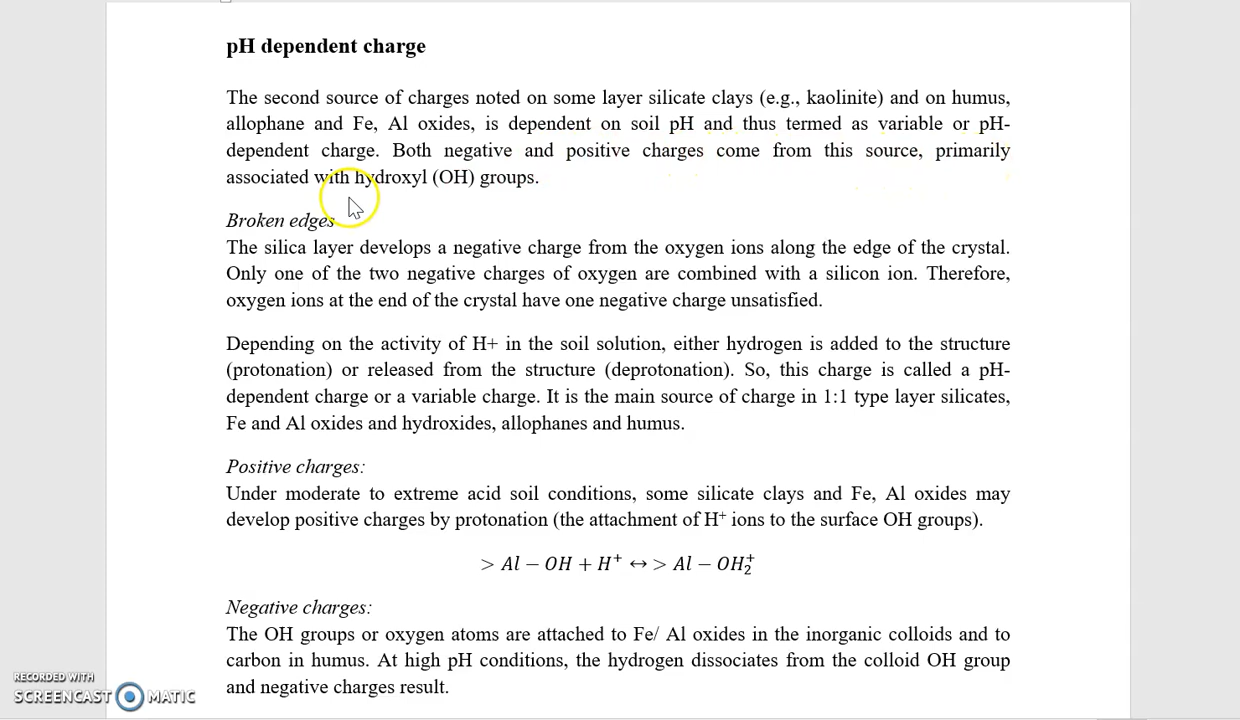 pH dependent charge
The second source of charges noted on some layer silicate clays (e.g., kaolinite) and on humus,
allophane and Fe, Al oxides, is dependent on soil pH and thus termed as variable or pH-
dependent charge. Both negative and positive charges come from this source, primarily
associated with hydroxyl (OH) groups.
Broken edges
The silica layer develops a negative charge from the oxygen ions along the edge of the crystal.
Only one of the two negative charges of oxygen are combined with a silicon ion. Therefore,
oxygen ions at the end of the crystal have one negative charge unsatisfied.
Depending on the activity of H+ in the soil solution, either hydrogen is added to the structure
(protonation) or released from the structure (deprotonation). So, this charge is called a pH-
dependent charge or a variable charge. It is the main source of charge in 1:1 type layer silicates,
Fe and Al oxides and hydroxides, allophanes and humus.
Positive charges:
Under moderate to extreme acid soil conditions, some silicate clays and Fe, Al oxides may
develop positive charges by protonation (the attachment of H⁺ ions to the surface OH groups).
> Al − OH + H⁺ ↔ > Al − OH₂⁺
Negative charges:
The OH groups or oxygen atoms are attached to Fe/ Al oxides in the inorganic colloids and to
carbon in humus. At high pH conditions, the hydrogen dissociates from the colloid OH group
and negative charges result.
RECORDED WITH
SCREENCAST MATIC